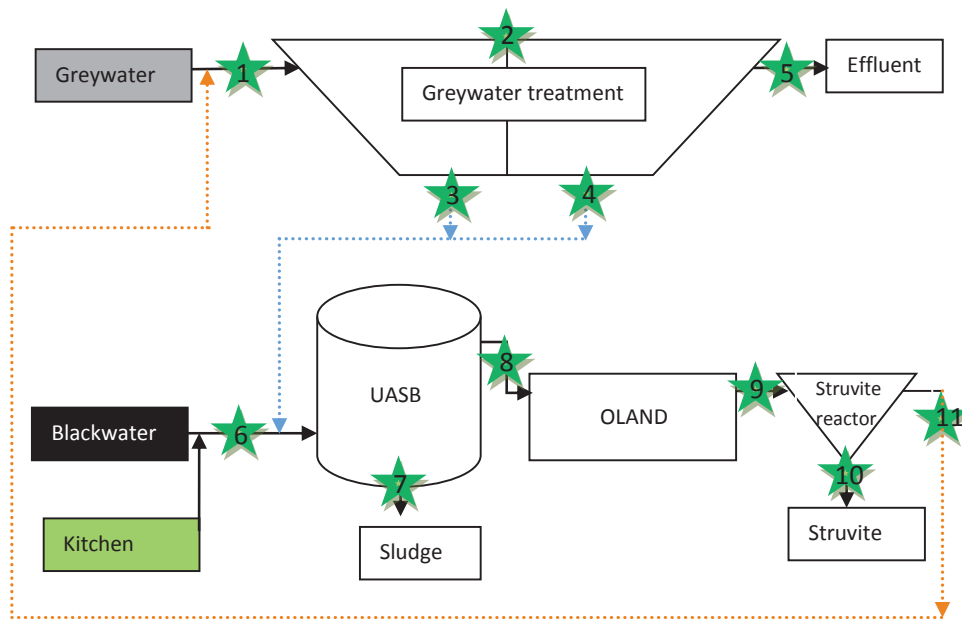 2
Greywater
1
5
Effluent
Greywater treatment
3
4
8
UASB
9
Struvite
reactor
OLAND
11
Blackwater
6
7
10
Kitchen
Sludge
Struvite